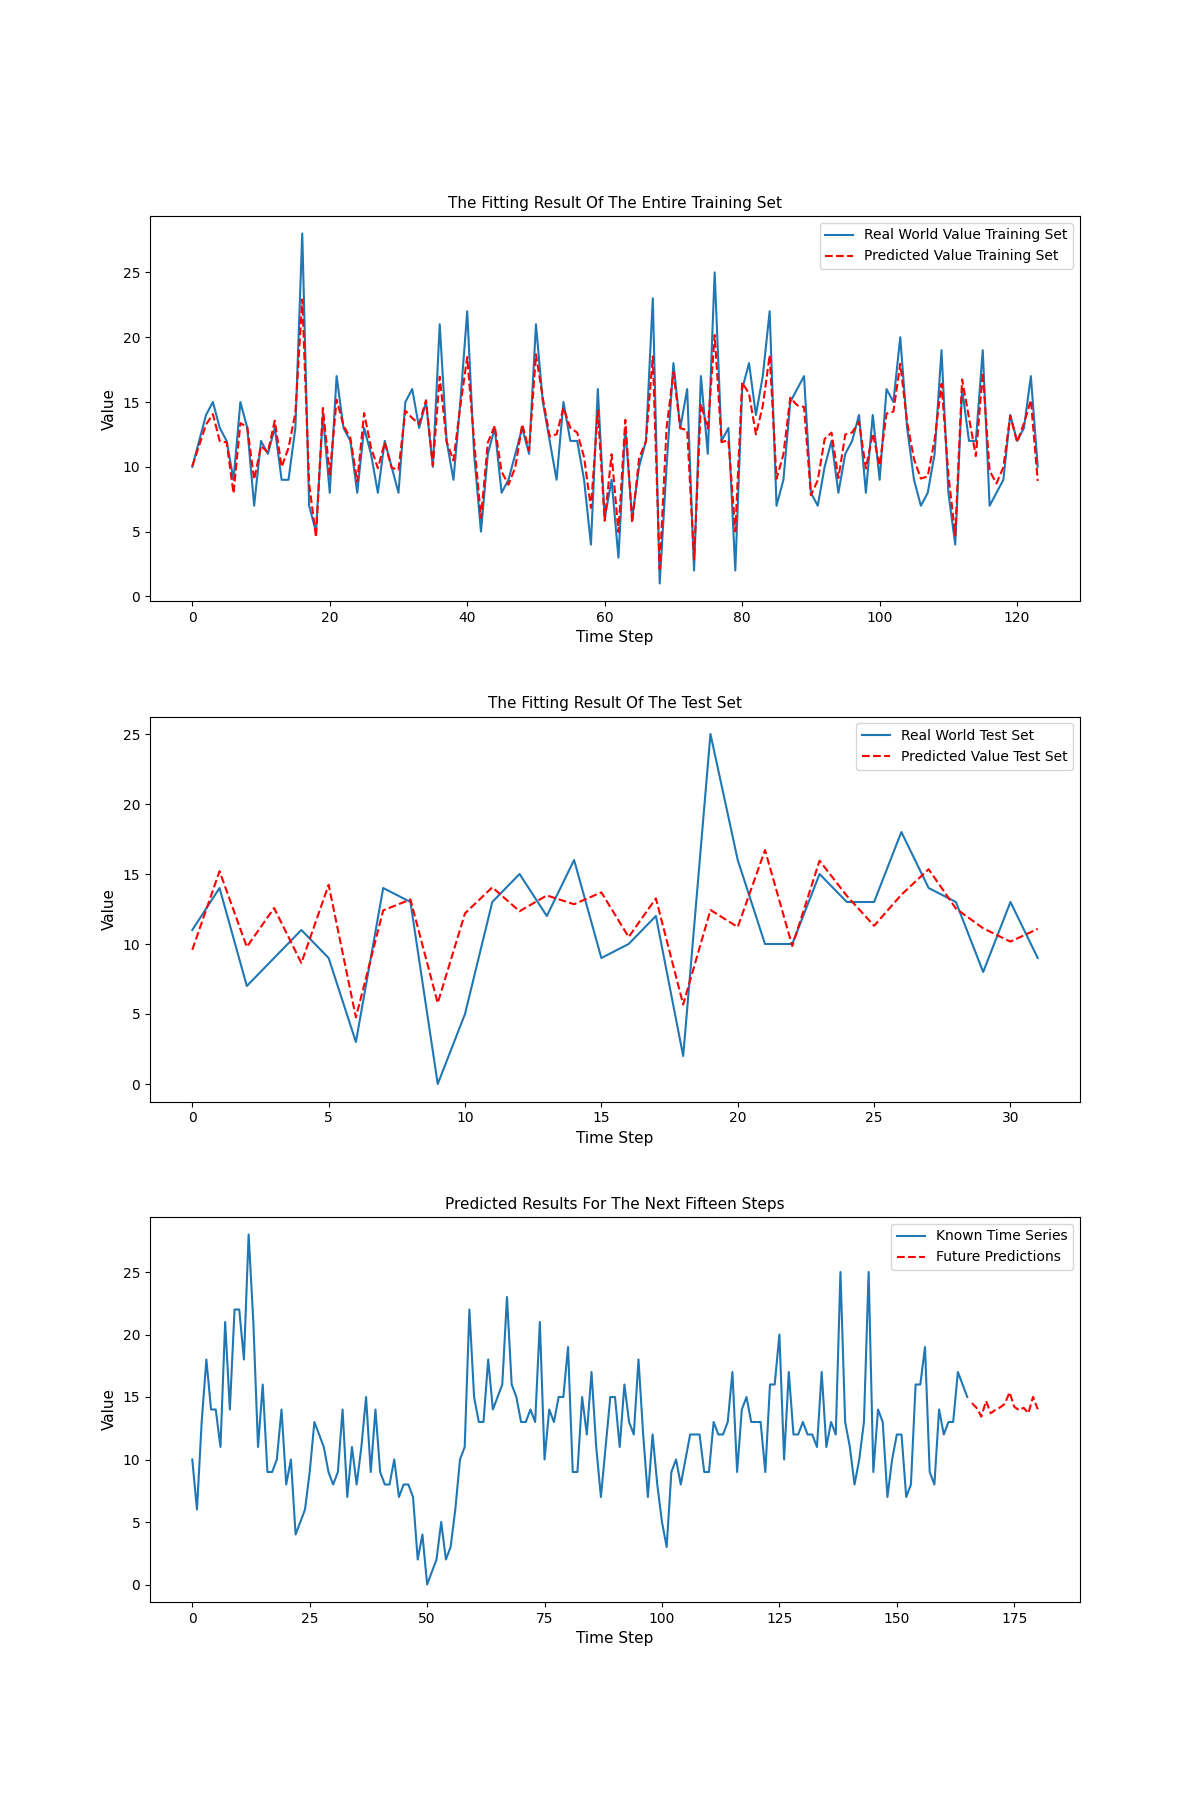 The Fitting Result Of The Entire Training Set
Real World Value Training Set
Predicted Value Training Set
Value
25
20
15
10
5
0
0 20 40 60 80 100 120
Time Step
The Fitting Result Of The Test Set
Real World Test Set
Predicted Value Test Set
Value
25
20
15
10
5
0
0 5 10 15 20 25 30
Time Step
Predicted Results For The Next Fifteen Steps
Known Time Series
Future Predictions
Value
25
20
15
10
5
0
0 25 50 75 100 125 150 175
Time Step